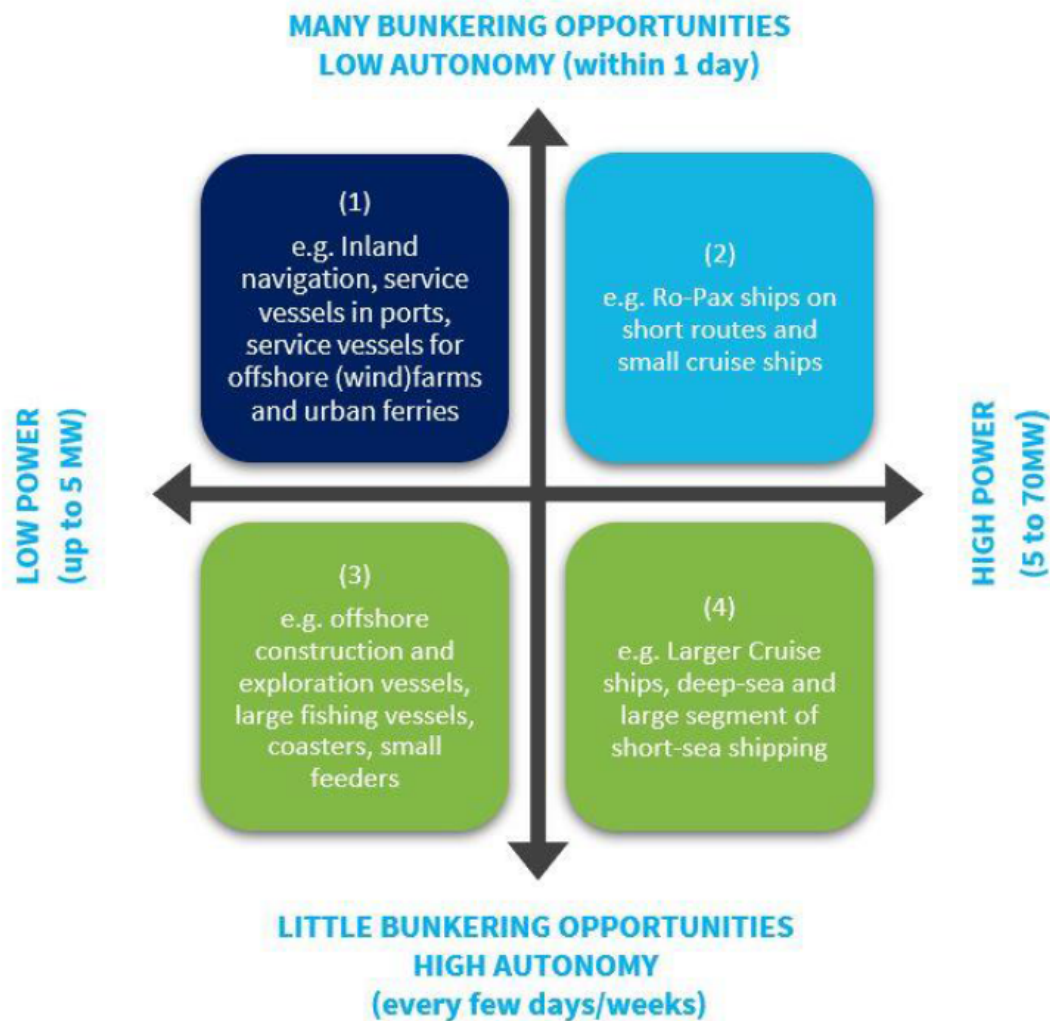 MANY BUNKERING OPPORTUNITIES
LOW AUTONOMY (within 1 day)
(1)
e.g. Inland
navigation, service
vessels in ports,
service vessels for
offshore (wind)farms
and urban ferries
(2)
e.g. Ro-Pax ships on
short routes and
small cruise ships
LOW POWER
(up to 5 MW)
HIGH POWER
(5 to 70MW)
(3)
e.g. offshore
construction and
exploration vessels,
large fishing vessels,
coasters, small
feeders
(4)
e.g. Larger Cruise
ships, deep-sea and
large segment of
short-sea shipping
LITTLE BUNKERING OPPORTUNITIES
HIGH AUTONOMY
(every few days/weeks)